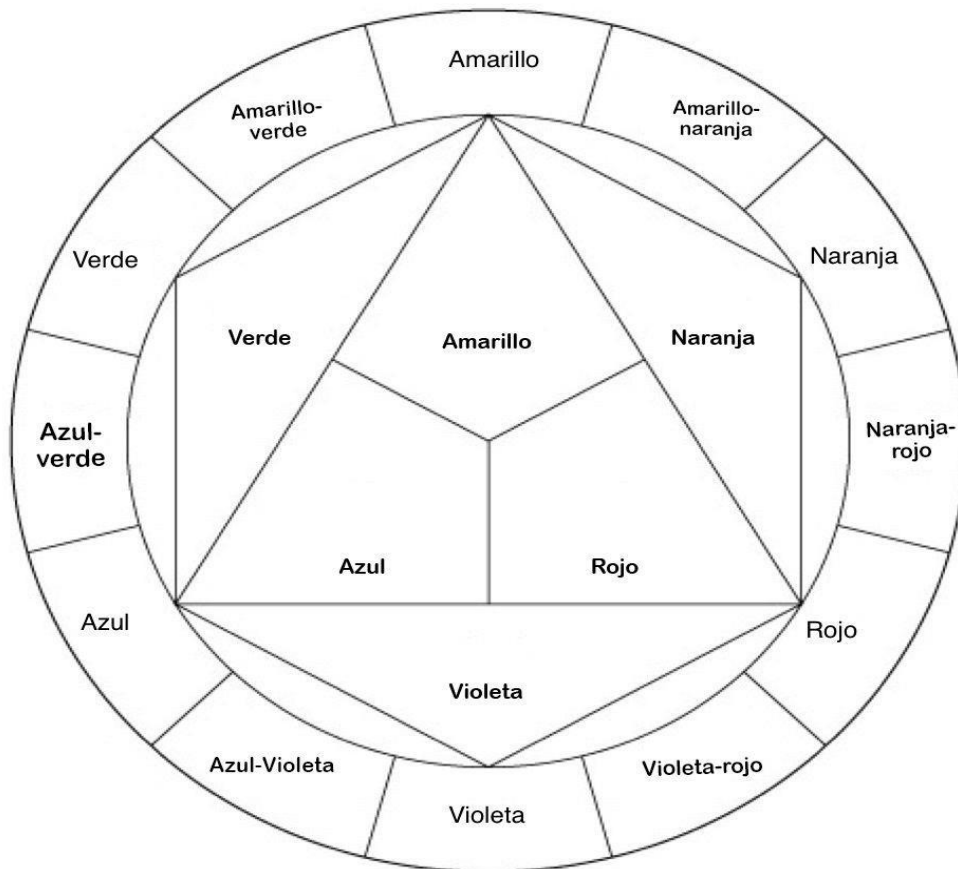 Amarillo
Amarillo-
verde
Amarillo-
naranja
Verde
Naranja
Verde
Amarillo
Naranja
Azul-
verde
Naranja-
rojo
Azul
Rojo
Azul
Rojo
Violeta
Azul-Violeta
Violeta-rojo
Violeta